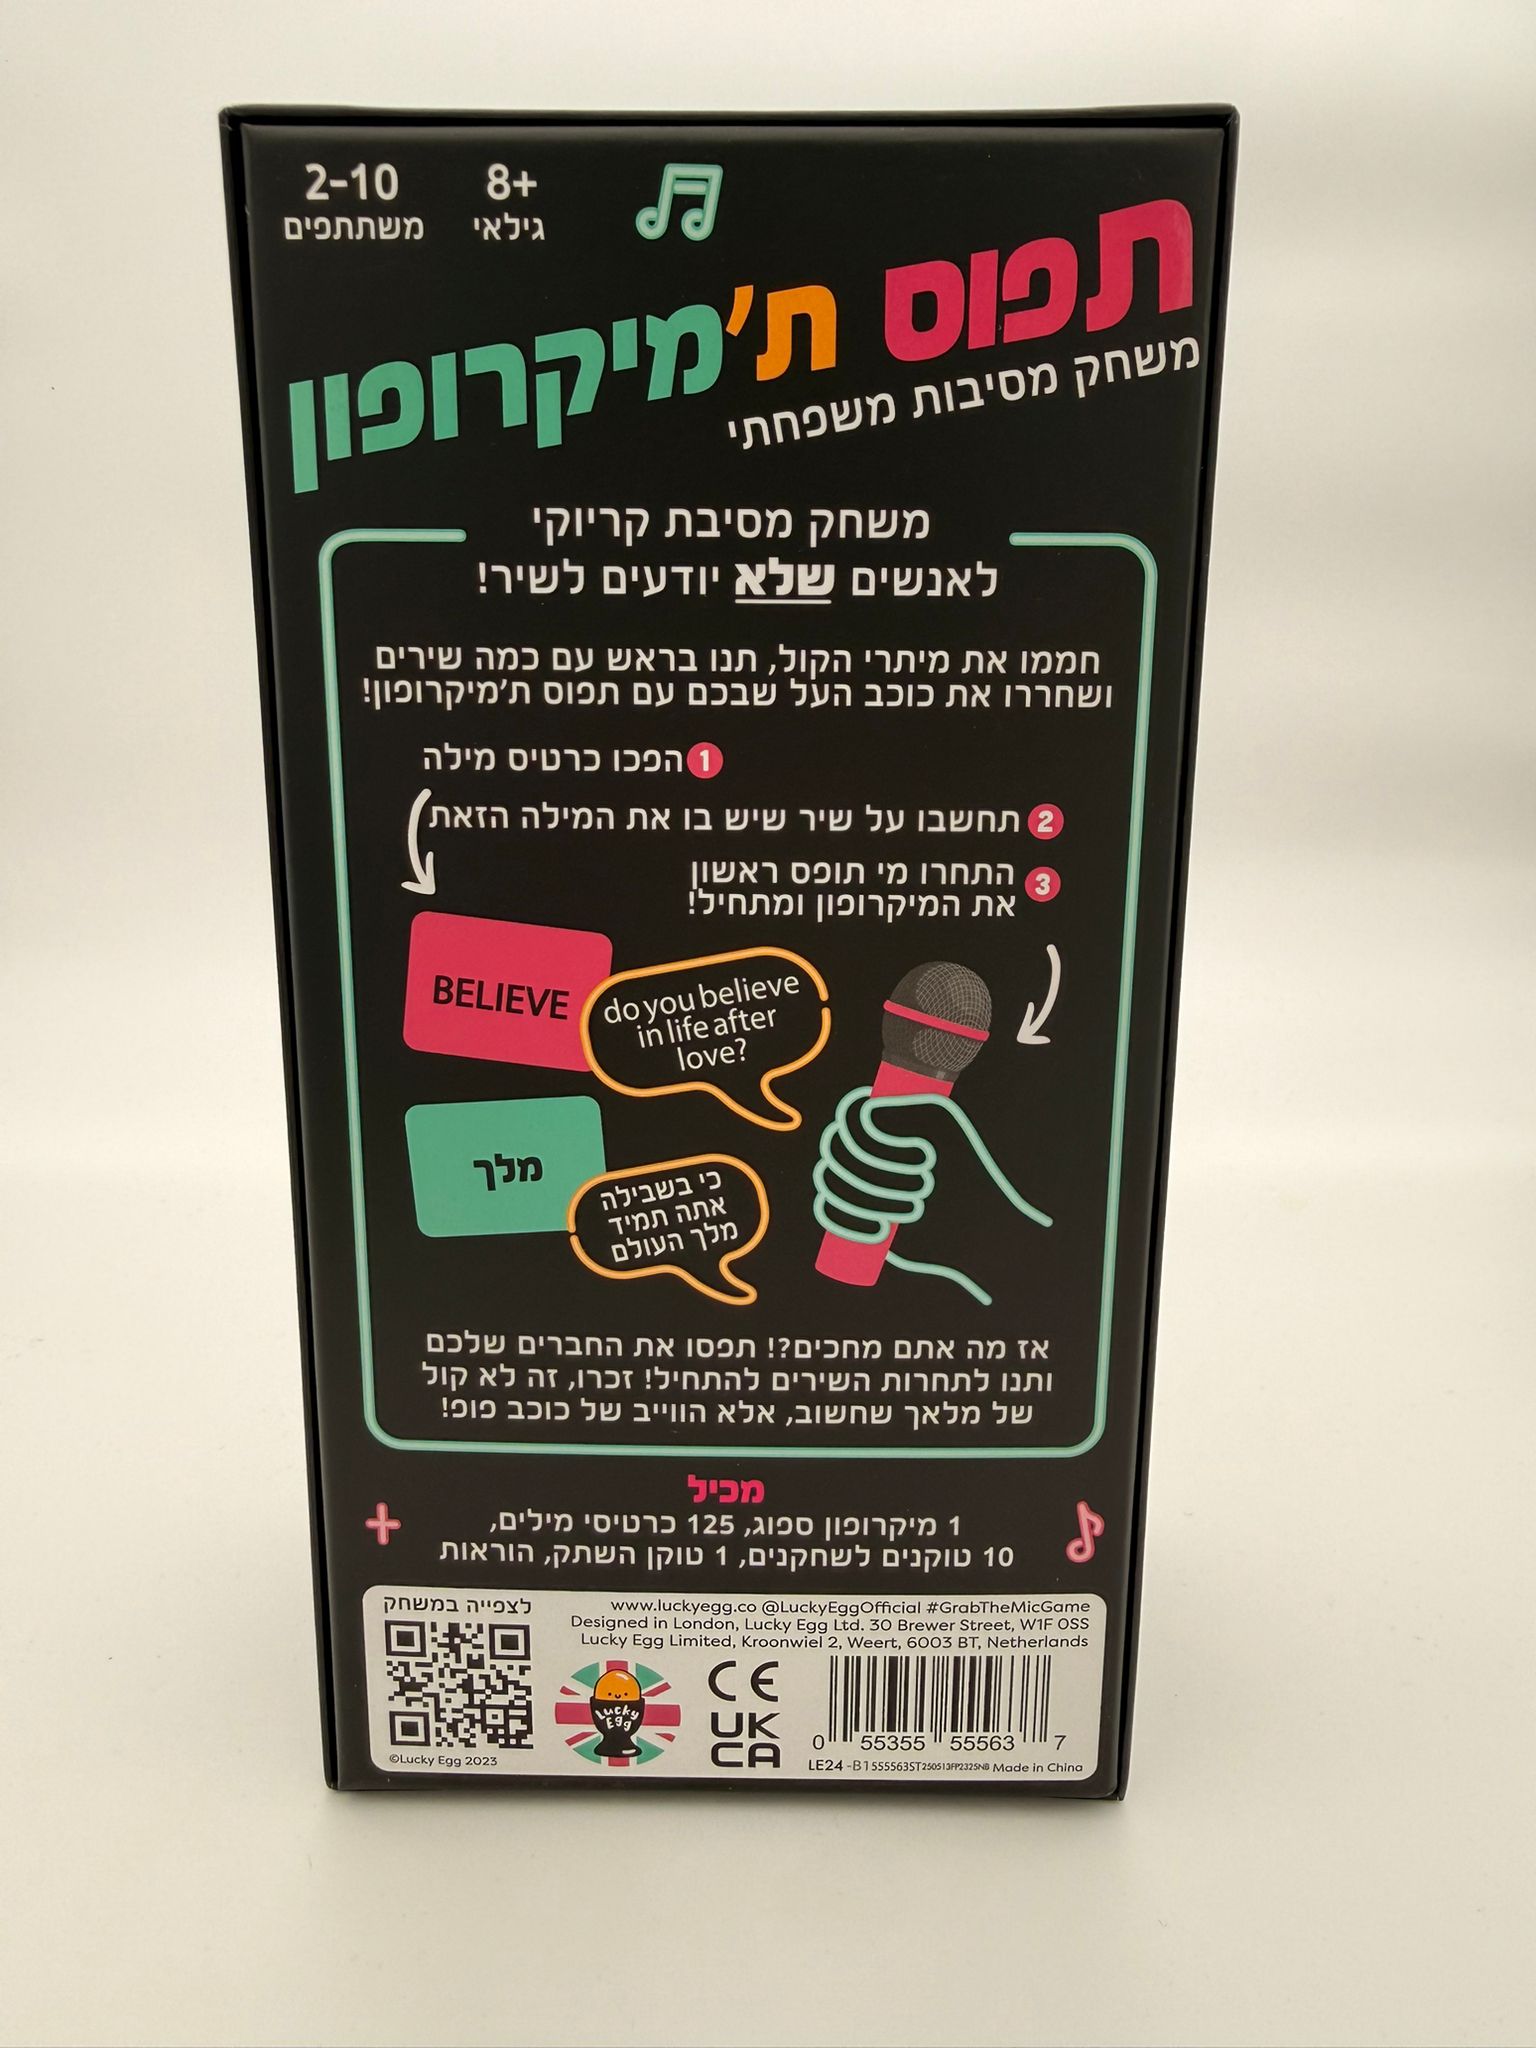 2-10
משתתפים
8+
גילאי
תפוס ת'מיקרופון
משחק מסיבות משפחתי
משחק מסיבת קריוקי
לאנשים שלא יודעים לשיר!
חממו את מיתרי הקול, תנו בראש עם כמה שירים
ושחררו את כוכב העל שבכם עם תפוס ת'מיקרופון!
1 הפכו כרטיס מילה
2 תחשבו על שיר שיש בו את המילה הזאת
3 התחרו מי תופס ראשון
את המיקרופון ומתחיל!
BELIEVE
do you believe
in life after
love?
מלך
כי בשבילה
אתה תמיד
מלך העולם
אז מה אתם מחכים?! תפסו את החברים שלכם
ותנו לתחרות השירים להתחיל! זכרו, זה לא קול
של מלאך שחשוב, אלא הווייב של כוכב פופ!
מכיל
1 מיקרופון ספוג, 125 כרטיסי מילים,
10 טוקנים לשחקנים, 1 טוקן השתק, הוראות
לצפייה במשחק
©Lucky Egg 2023
www.luckyegg.co @LuckyEggOfficial #GrabTheMicGame
Designed in London, Lucky Egg Ltd. 30 Brewer Street, W1F 0SS
Lucky Egg Limited, Kroonwiel 2, Weert, 6003 BT, Netherlands
Lucky
Egg
CE
UK
CA
0 55355 55563 7
LE24-B1555563ST250513FP2325NB Made in China